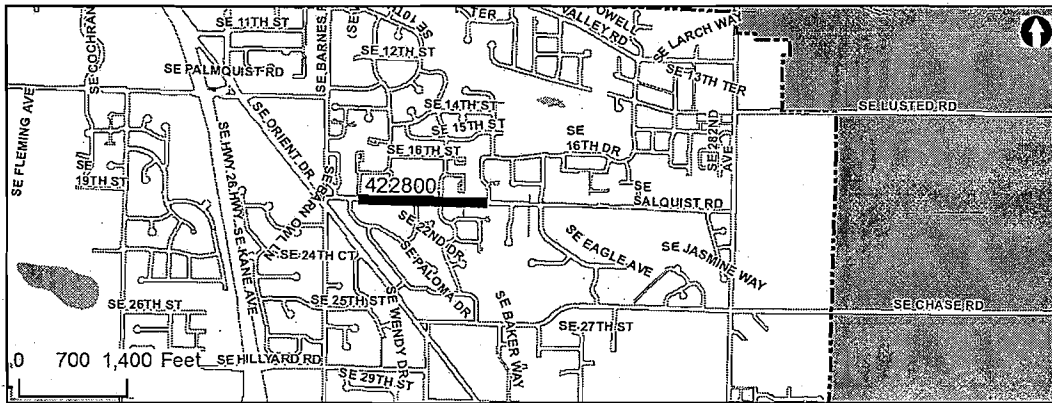 SE 11TH ST
SE COCHRAN
SE BARNES R
SE 10TH
TER
VALLEY RD
SE LARCH WAY
SE 12TH ST
SE PALMQUIST RD
SE 13TH TER
SE FLEMING AVE
SE ORIENT DR
SE 14TH ST
SE 15TH ST
SE LUSTED RD
SE HWY 26 HWY-SE KANE AVE
SE 16TH ST
SE 16TH DR
SE 282ND AVE
SE 19TH ST
SE BARN OWL LN
422800
SE SALQUIST RD
SE 22ND DR
SE EAGLE AVE
SE JASMINE WAY
SE 24TH CT
SE PALOMA DR
SE 26TH ST
SE 25TH ST
SE WENDY DR
SE BAKER WAY
SE CHASE RD
SE 27TH ST
0 700 1,400 Feet
SE HILLYARD RD
SE 29TH ST